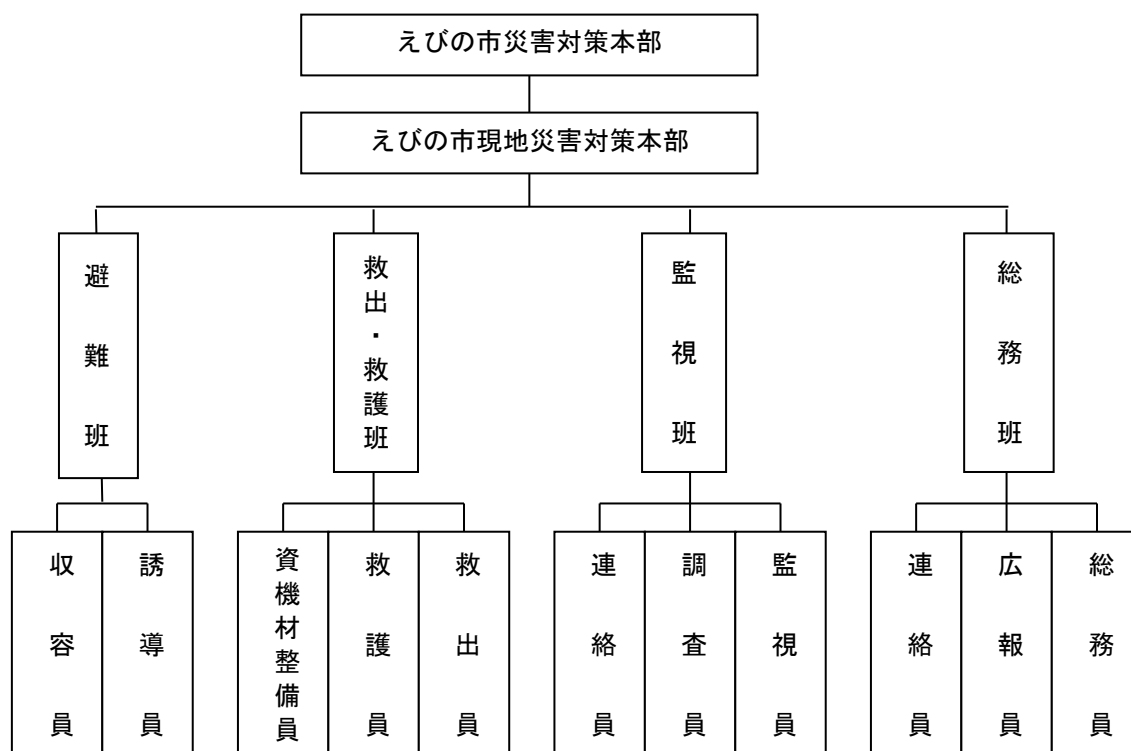 えびの市災害対策本部
えびの市現地災害対策本部
避難班
救出・救護班
監視班
総務班
収容員
誘導員
資機材整備員
救護員
救出員
連絡員
調査員
監視員
連絡員
広報員
総務員